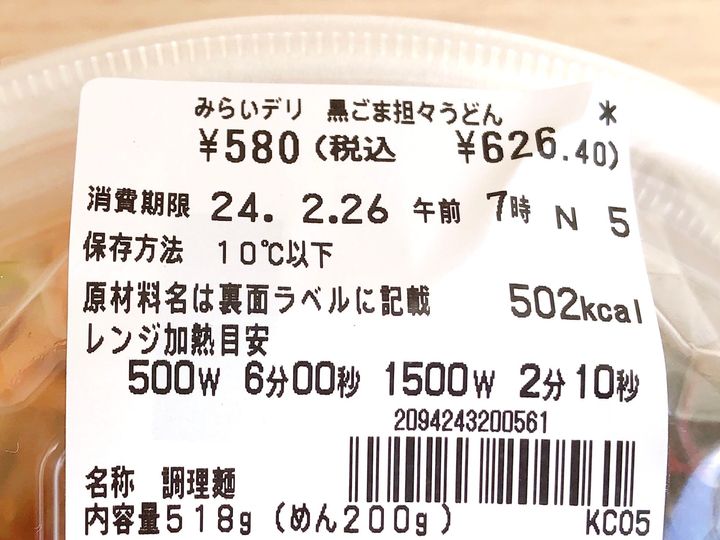 みらいデリ 黒ごま担々うどん *
¥580(税込 ¥626.40)
消費期限 24. 2.26 午前 7時 N 5
保存方法 10℃以下
原材料名は裏面ラベルに記載 502kcal
レンジ加熱目安
500W 6分00秒 1500W 2分10秒
2094243200561
名称 調理麺
内容量518g(めん200g) KC05